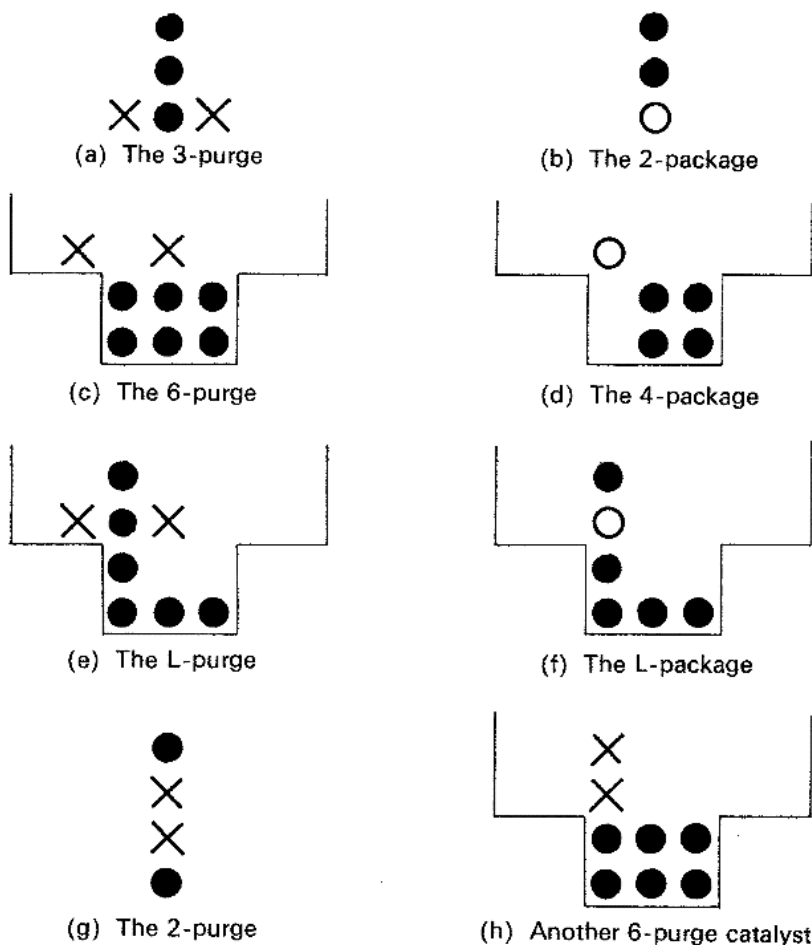 (a) The 3-purge
(b) The 2-package
(c) The 6-purge
(d) The 4-package
(e) The L-purge
(f) The L-package
(g) The 2-purge
(h) Another 6-purge catalyst